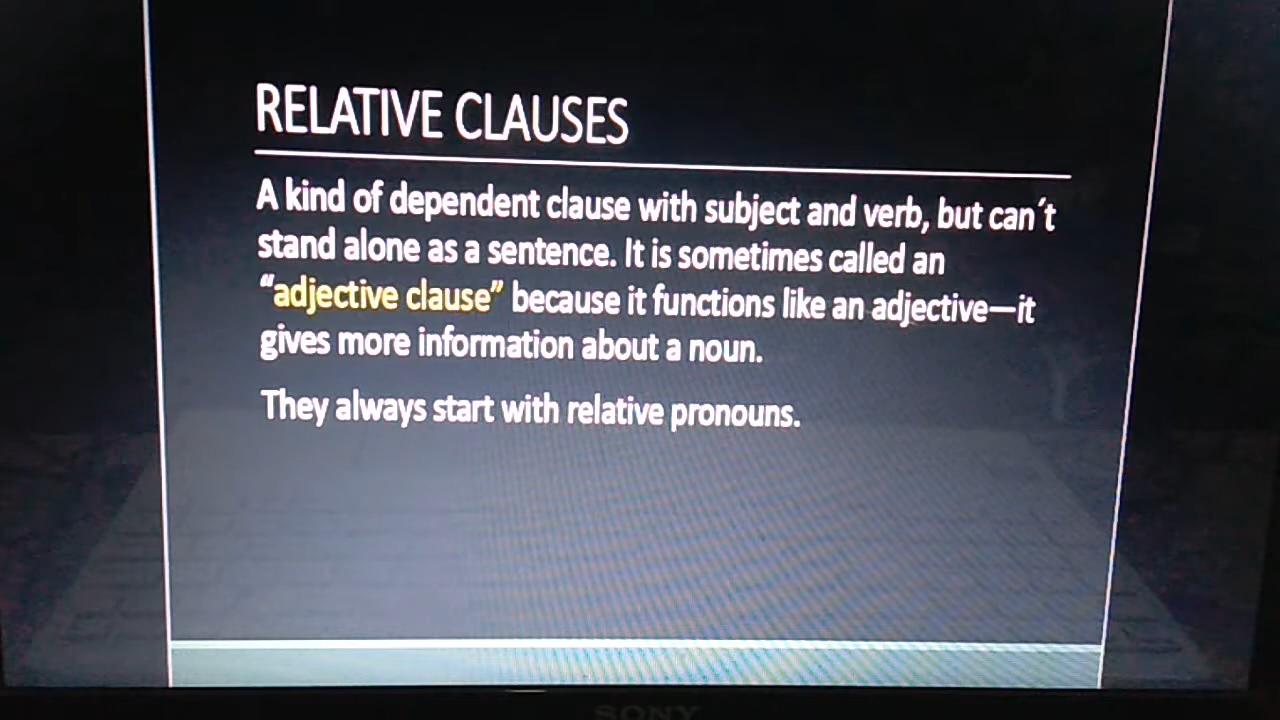 RELATIVE CLAUSES
A kind of dependent clause with subject and verb, but can´t
stand alone as a sentence. It is sometimes called an
“adjective clause” because it functions like an adjective—it
gives more information about a noun.
They always start with relative pronouns.
SONY